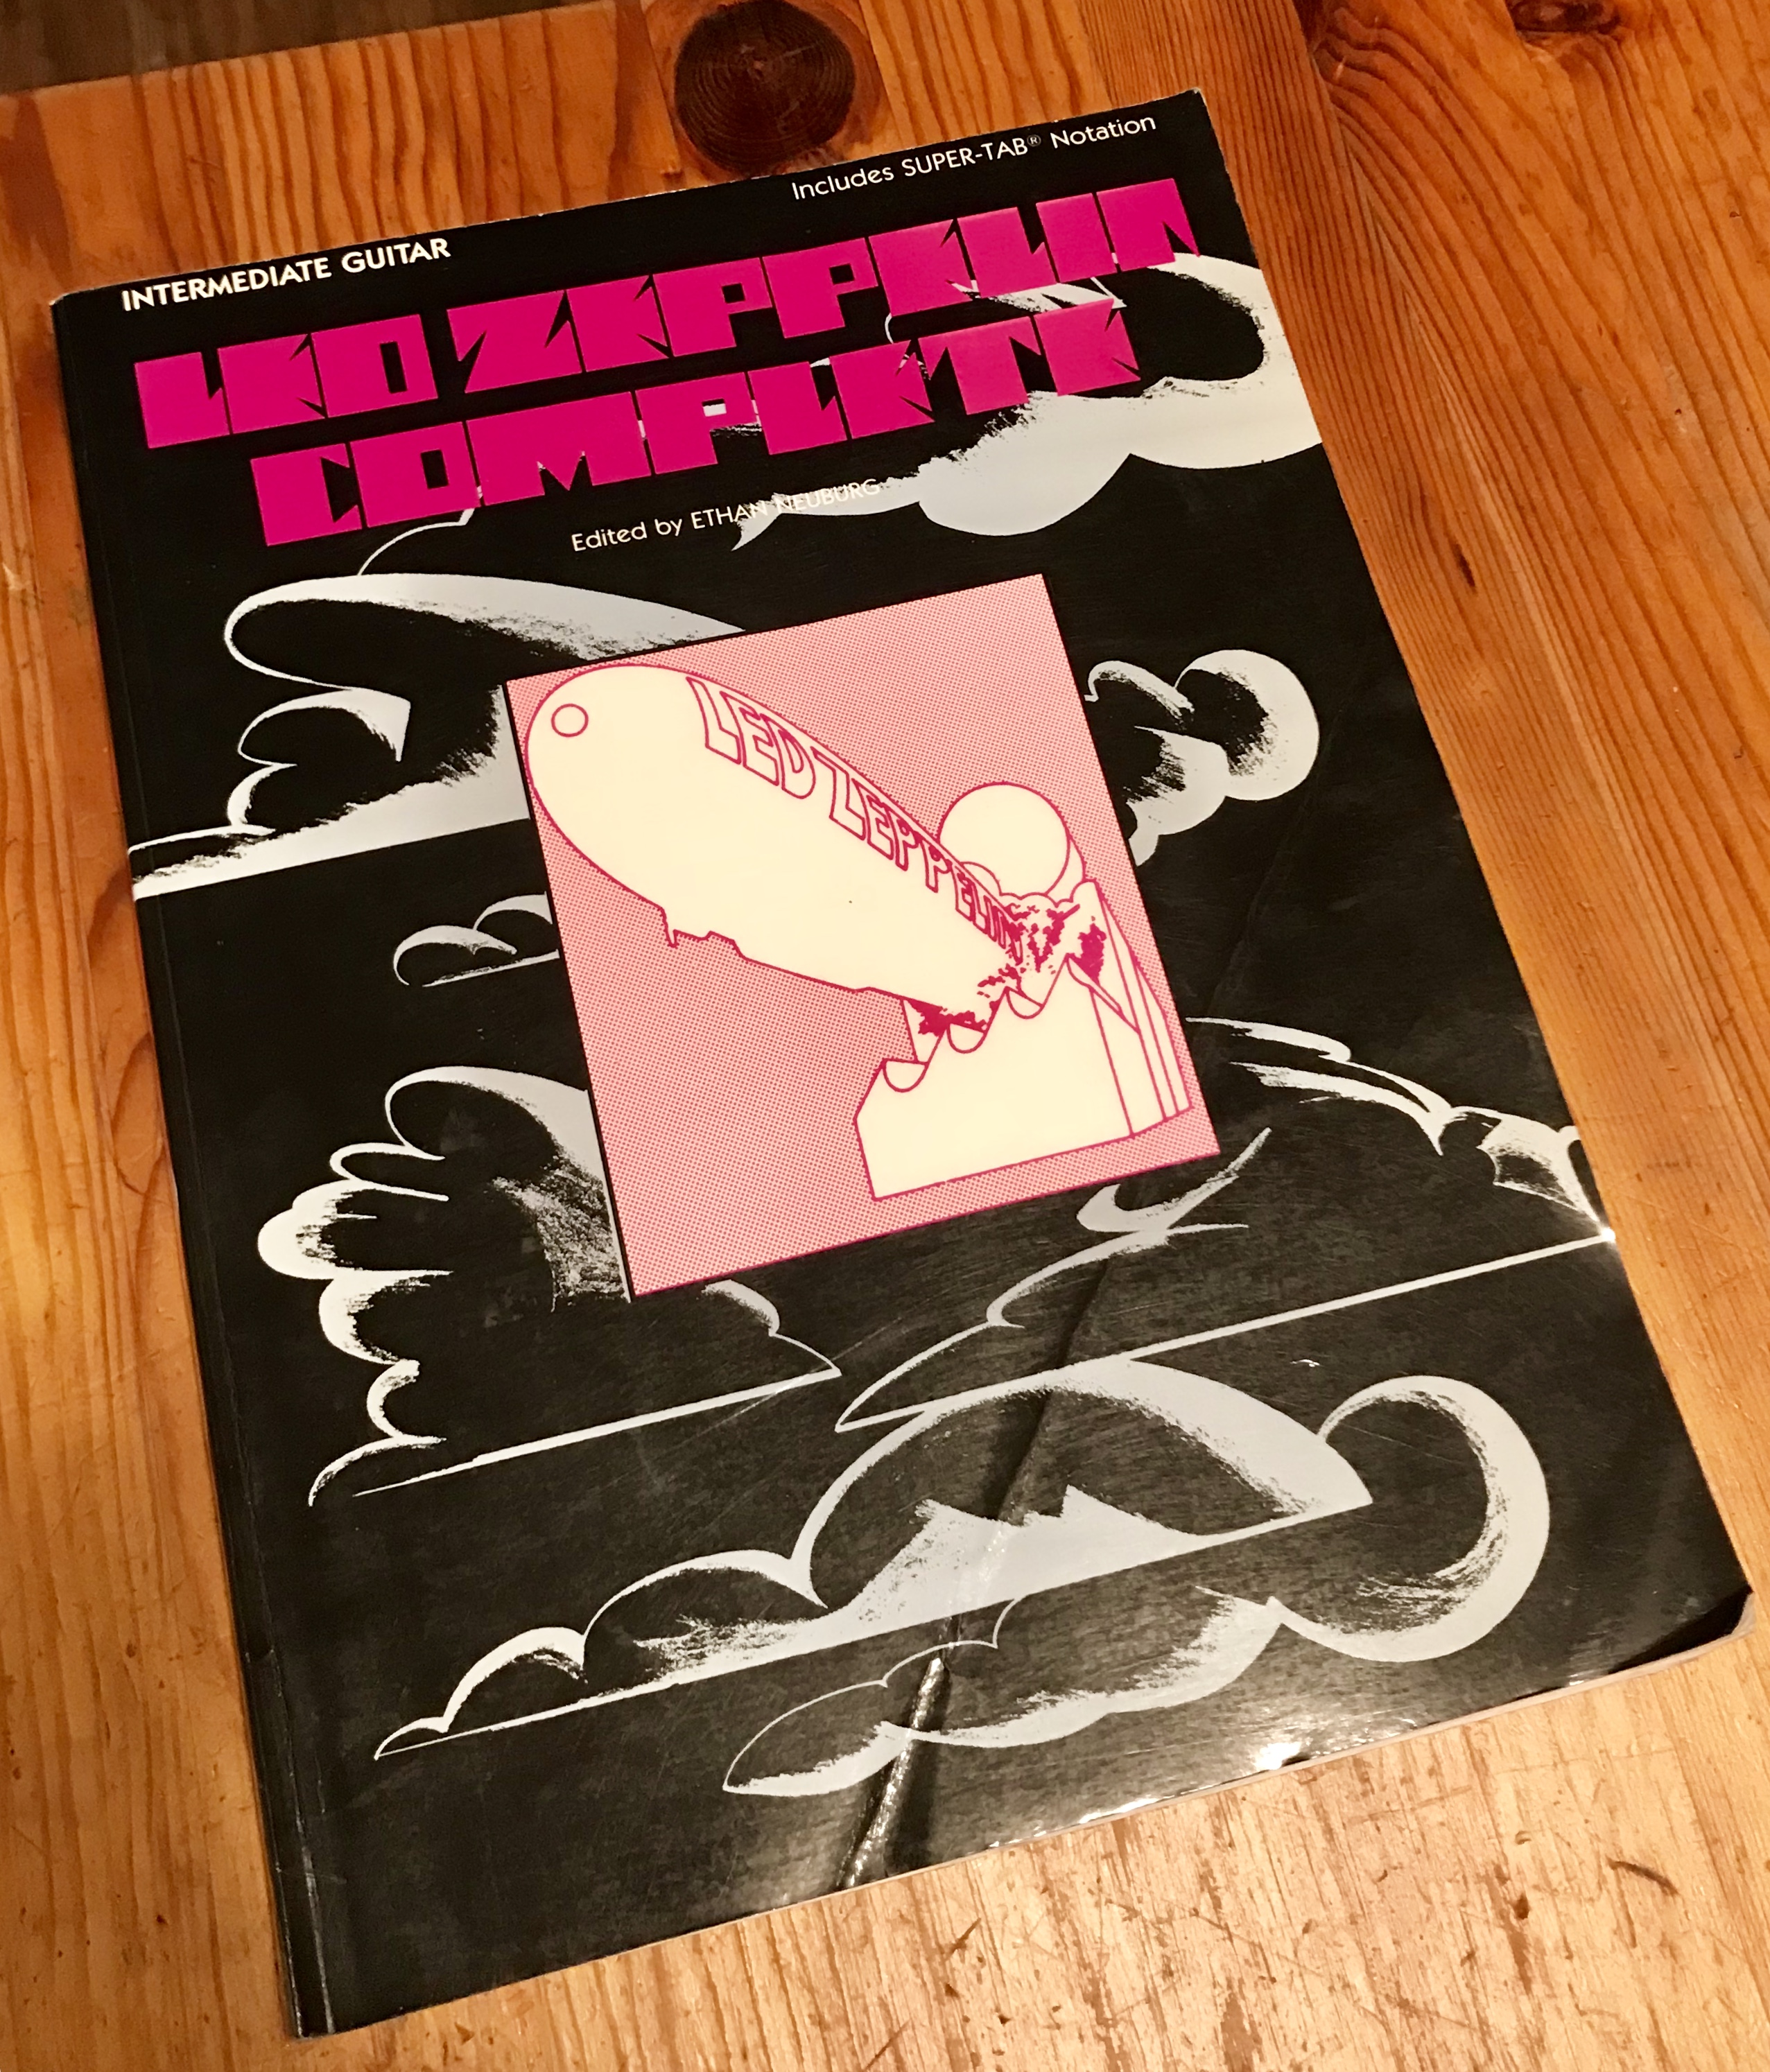 Includes SUPER-TAB® Notation
INTERMEDIATE GUITAR
LED ZEPPELIN
COMPLETE
Edited by ETHAN NEUBURG
LED ZEPPELIN